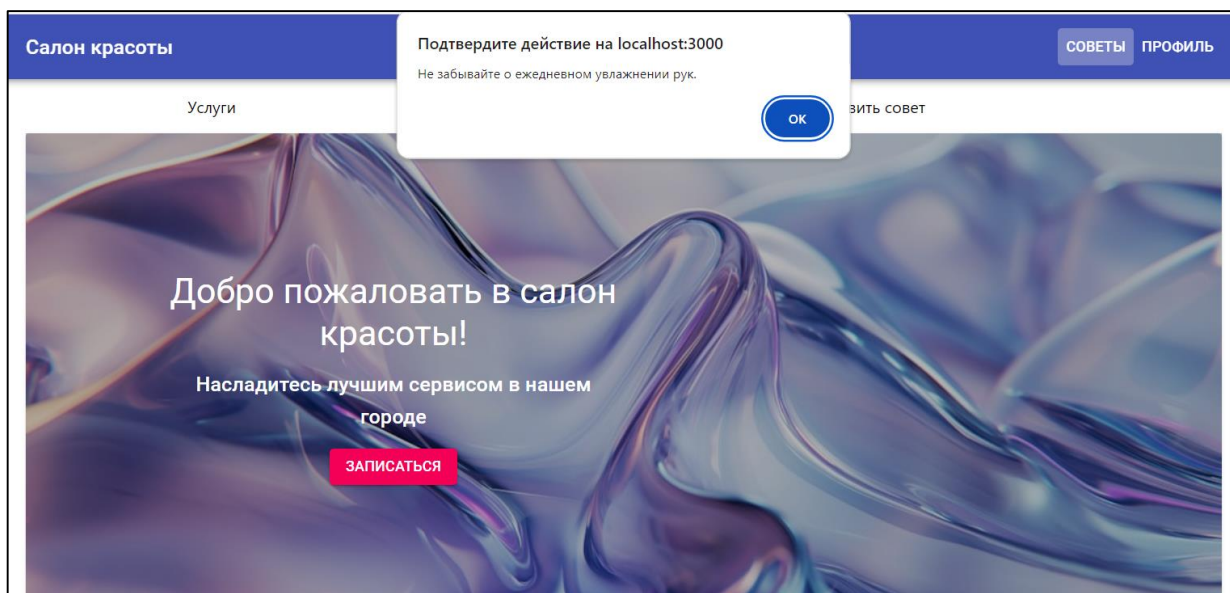 Салон красоты
Подтвердите действие на localhost:3000
Не забывайте о ежедневном увлажнении рук.
ОК
СОВЕТЫ ПРОФИЛЬ
Услуги
совет
Добро пожаловать в салон
красоты!
Насладитесь лучшим сервисом в нашем
городе
ЗАПИСАТЬСЯ